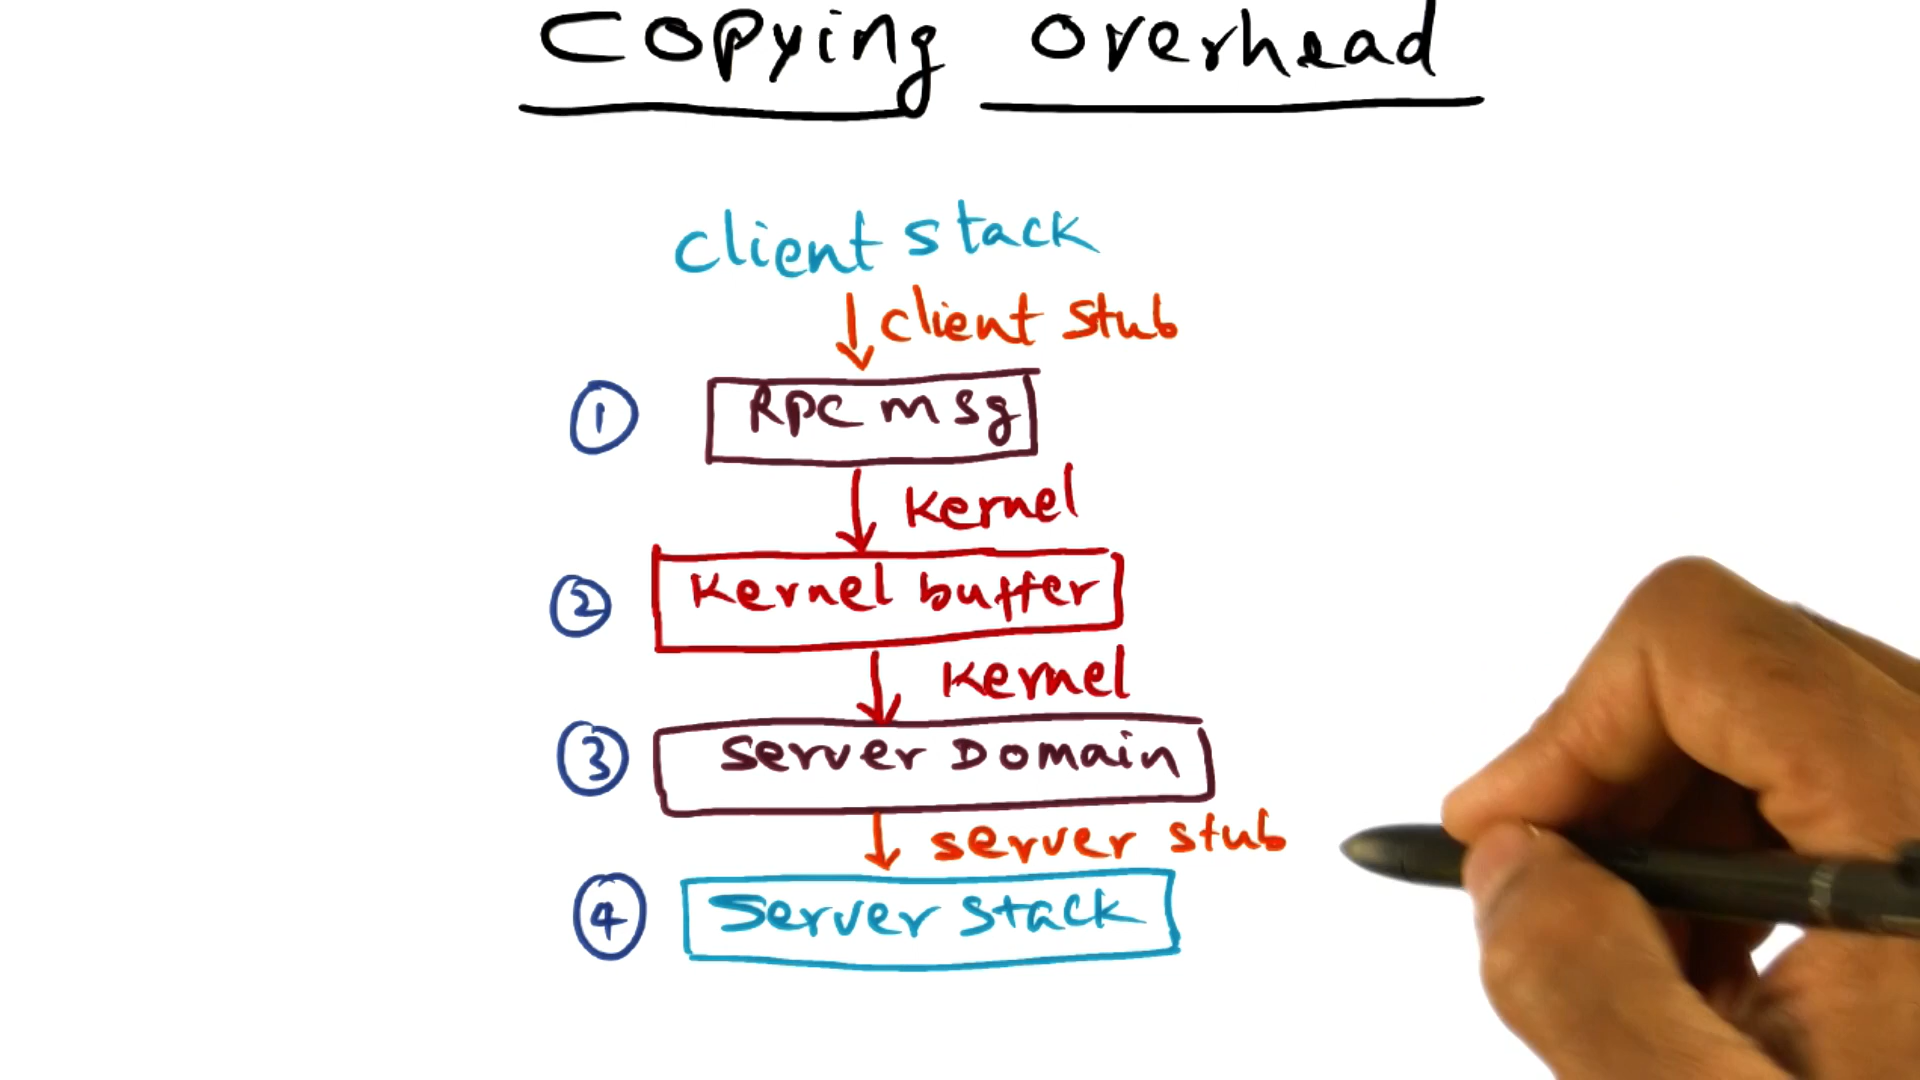 Copying overhead
client stack
client stub
1
RPC msg
Kernel
2
Kernel buffer
Kernel
3
Server Domain
server stub
4
Server stack